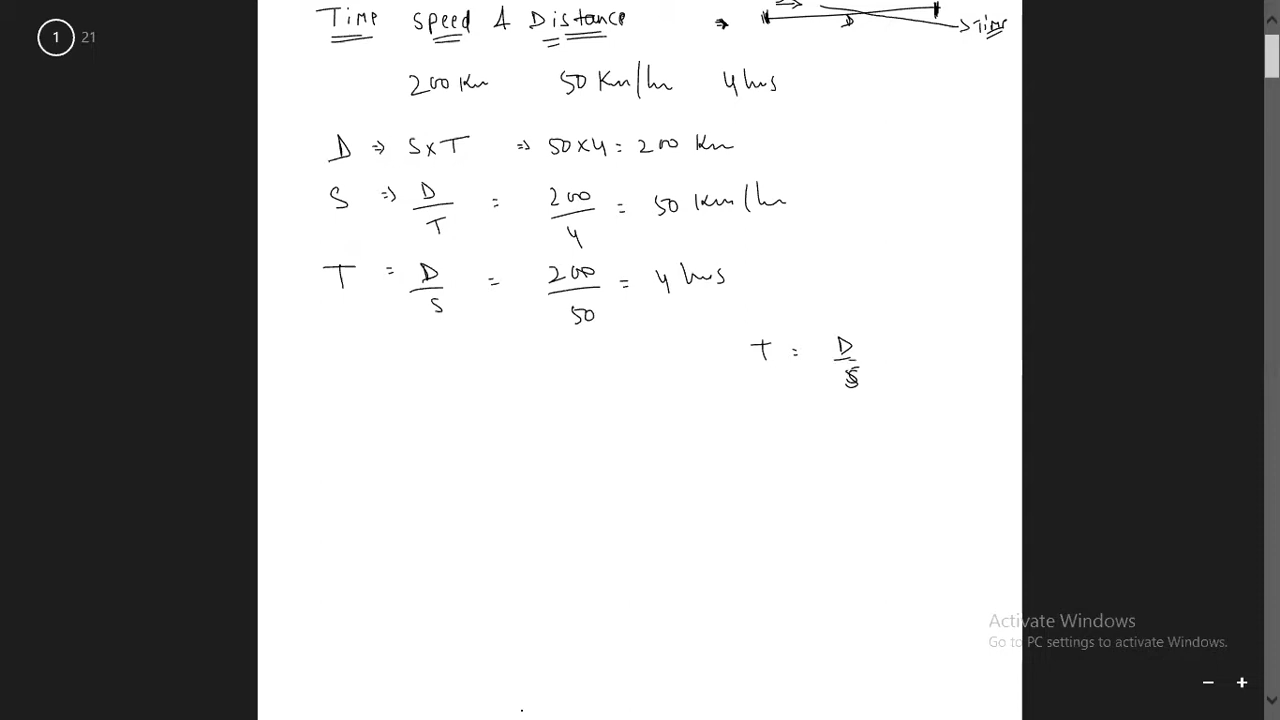 1 21
Time Speed & Distance ⇒ D → Time
200 Km 50 Km/hr 4 hrs
D ⇒ S×T ⇒ 50×4 = 200 Km
S ⇒ D/T = 200/4 = 50 Km/hr
T = D/S = 200/50 = 4 hrs
T = D/S
Activate Windows
Go to PC settings to activate Windows.
− +